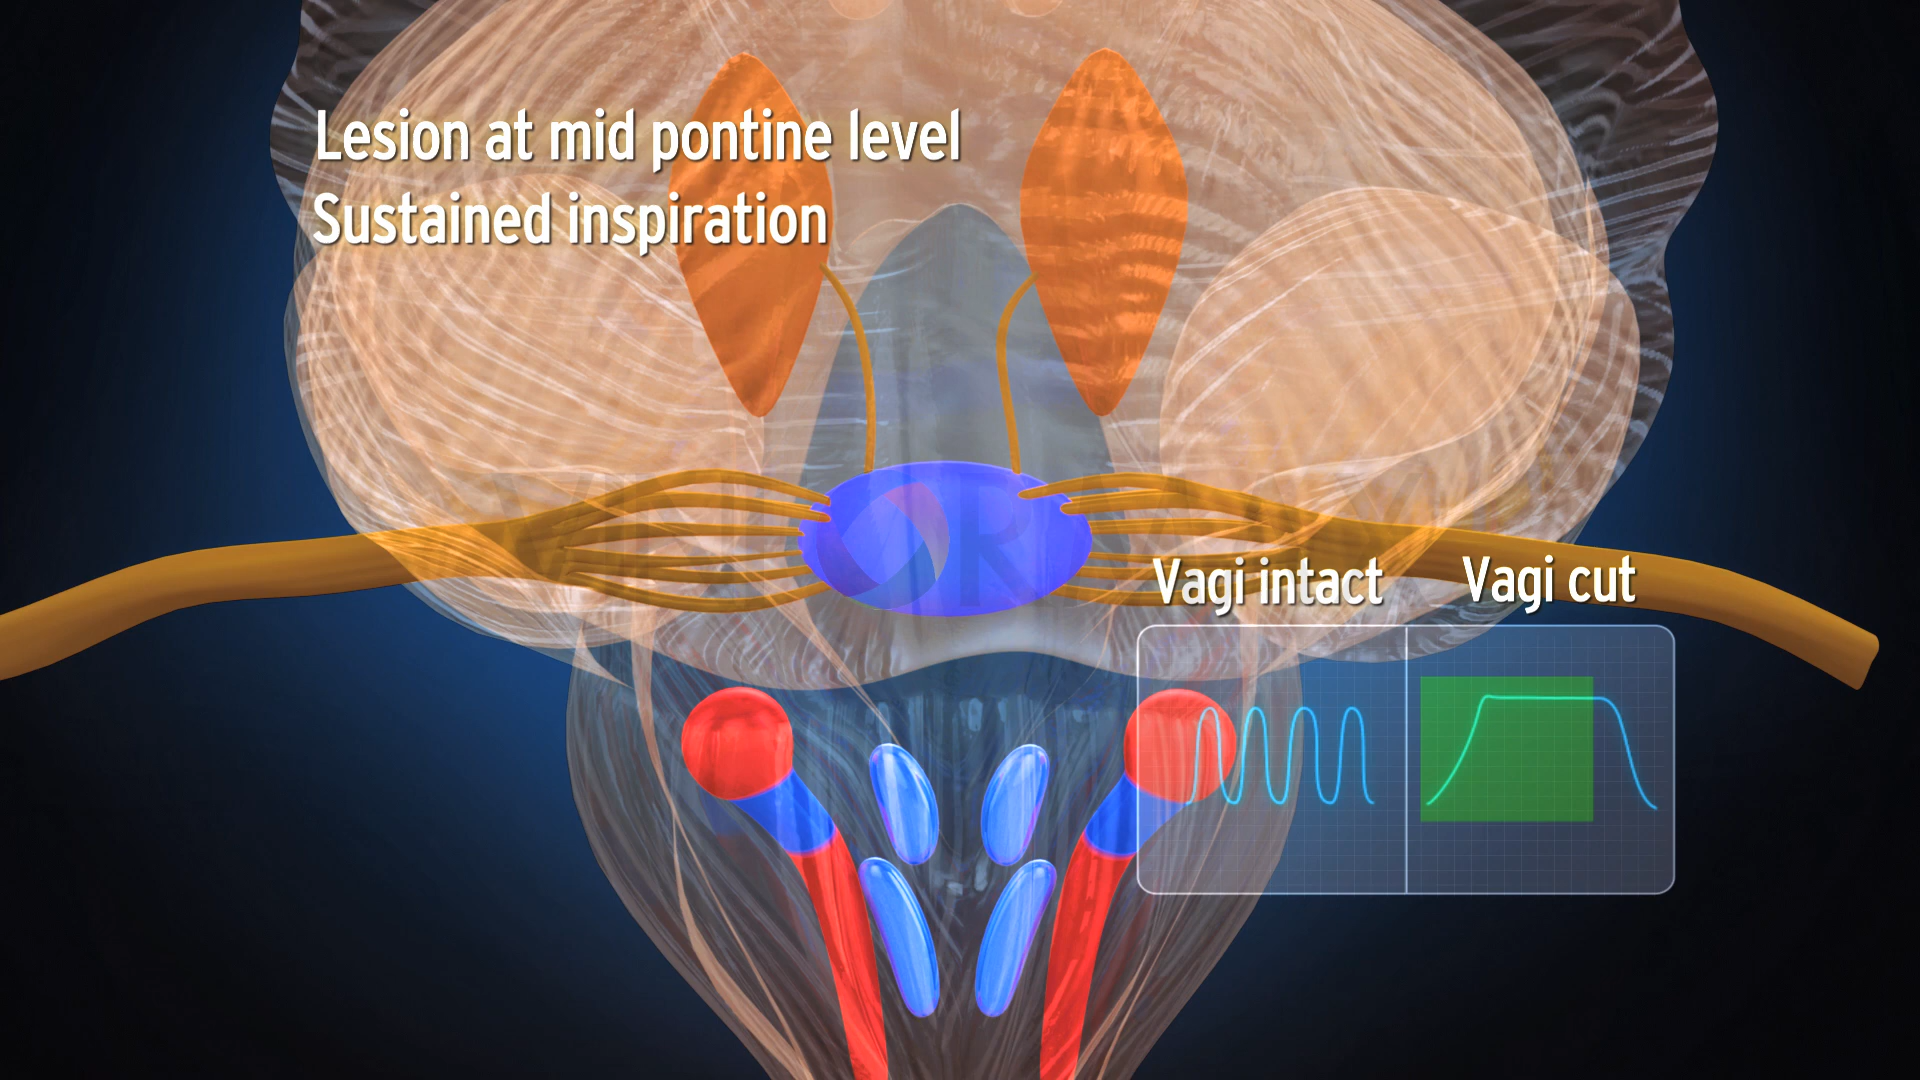 Lesion at mid pontine level
Sustained inspiration
Vagi intact
Vagi cut